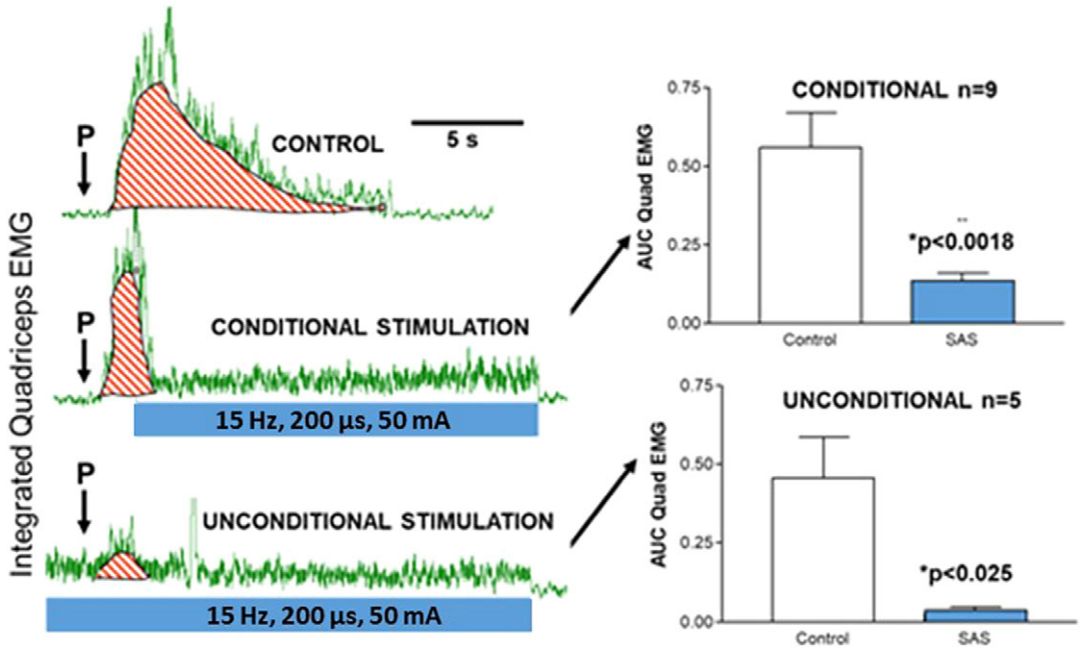 Integrated Quadriceps EMG
P
CONTROL
5 s
P
CONDITIONAL STIMULATION
15 Hz, 200 µs, 50 mA
P
UNCONDITIONAL STIMULATION
15 Hz, 200 µs, 50 mA
CONDITIONAL n=9
AUC Quad EMG
0.75
0.50
0.25
0.00
*p<0.0018
Control
SAS
UNCONDITIONAL n=5
AUC Quad EMG
0.75
0.50
0.25
0.00
*p<0.025
Control
SAS